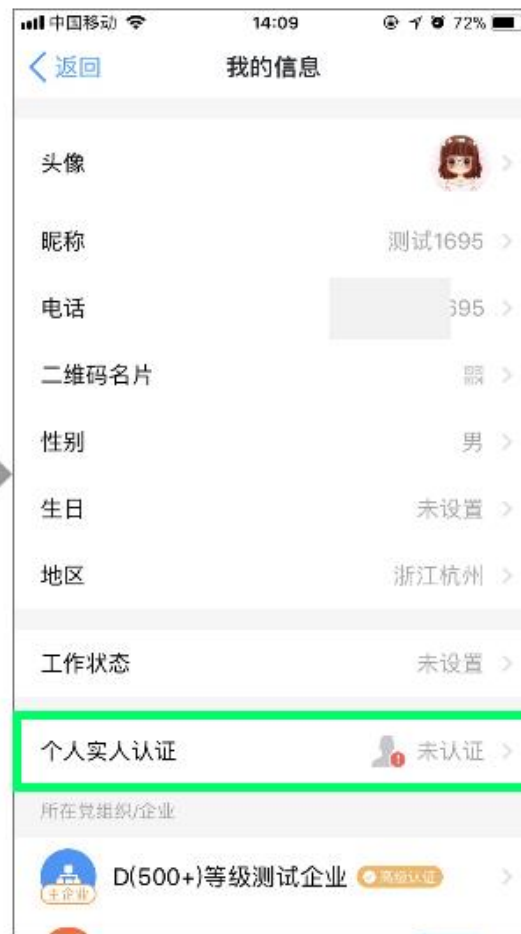 中国移动 14:09 72%
返回 我的信息
头像
昵称 测试1695
电话 695
二维码名片
性别 男
生日 未设置
地区 浙江杭州
工作状态 未设置
个人实人认证 未认证
所在党组织/企业
主企业 D(500+)等级测试企业 高级认证